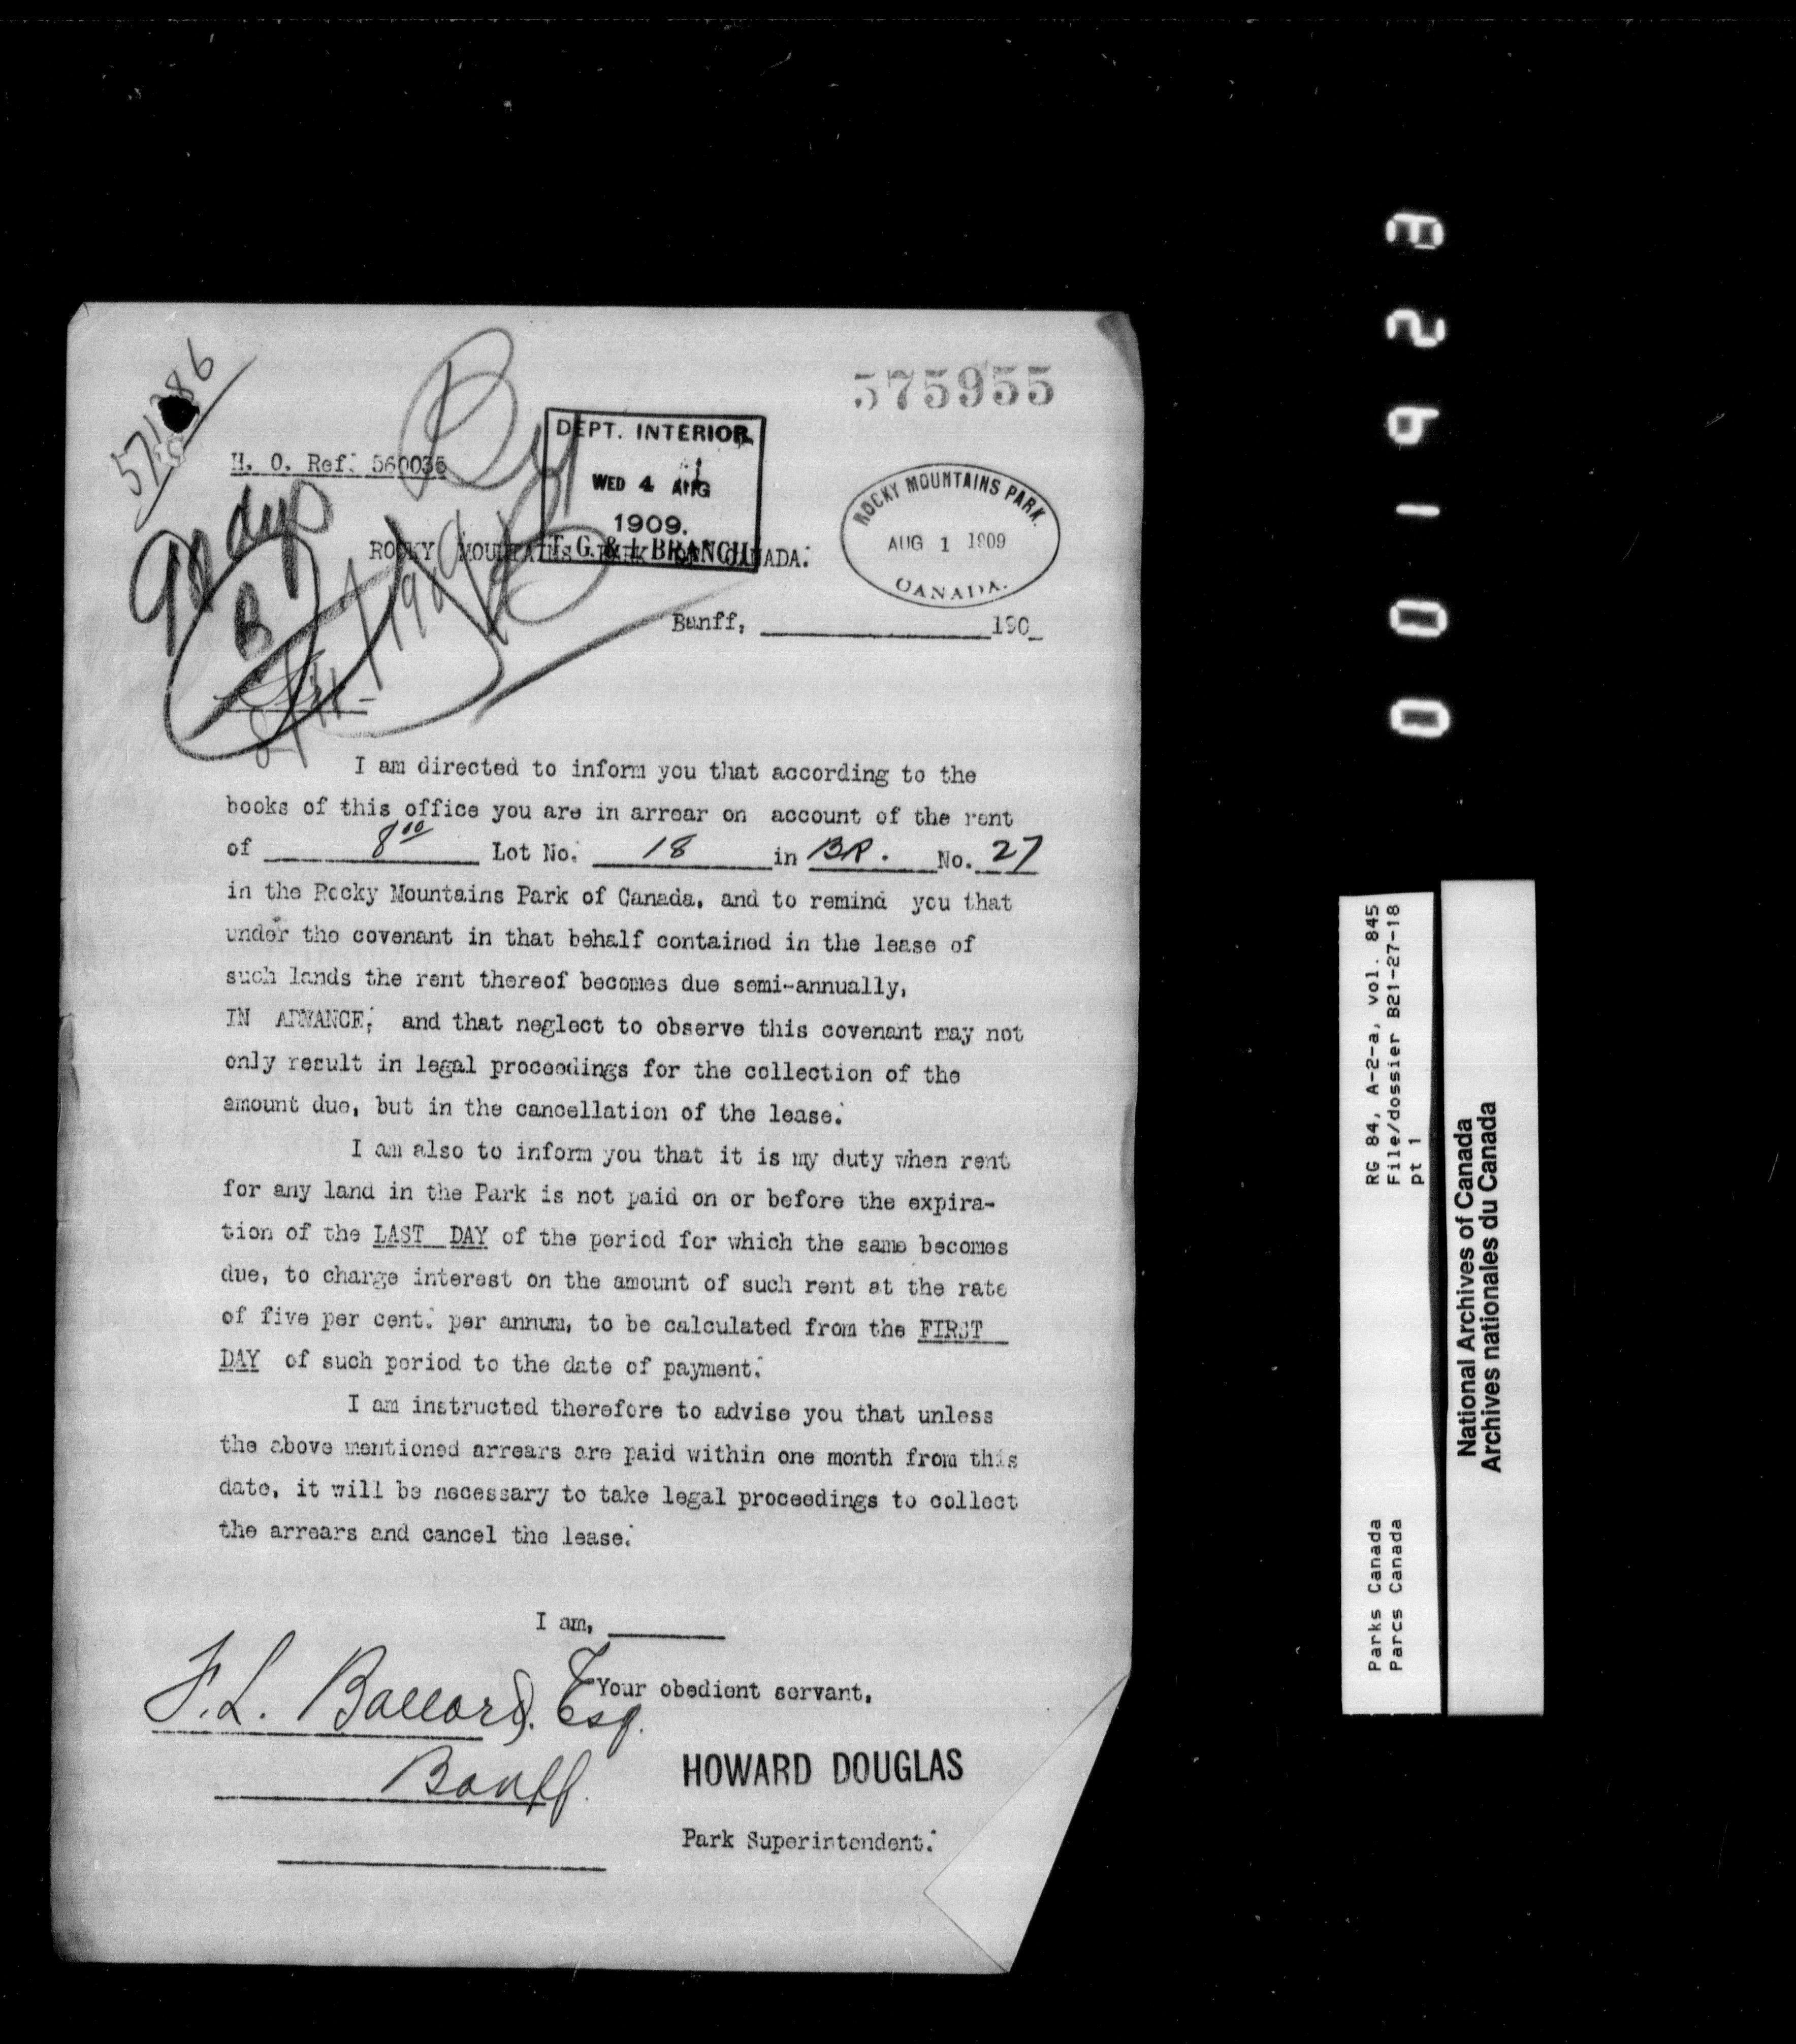 575955
H. O. Ref. 560035
DEPT. INTERIOR
WED 4 AUG
1909.
T. G. & I. BRANCH
ROCKY MOUNTAINS PARK.
AUG 1 1909
CANADA.
ROCKY MOUNTAINS PARK OF CANADA.
Banff, 190_
I am directed to inform you that according to the
books of this office you are in arrear on account of the rent
of 8.00 Lot No. 18 in BR. No. 27
in the Rocky Mountains Park of Canada, and to remind you that
under the covenant in that behalf contained in the lease of
such lands the rent thereof becomes due semi-annually,
IN ADVANCE, and that neglect to observe this covenant may not
only result in legal proceedings for the collection of the
amount due, but in the cancellation of the lease.
I am also to inform you that it is my duty when rent
for any land in the Park is not paid on or before the expira-
tion of the LAST DAY of the period for which the same becomes
due, to charge interest on the amount of such rent at the rate
of five per cent. per annum, to be calculated from the FIRST
DAY of such period to the date of payment.
I am instructed therefore to advise you that unless
the above mentioned arrears are paid within one month from this
date, it will be necessary to take legal proceedings to collect
the arrears and cancel the lease.
I am,
Your obedient servant,
F. L. Ballard, Esq.
Banff.
HOWARD DOUGLAS
Park Superintendent.
001923
RG 84, A-2-a, vol. 845
File/dossier B21-27-18
pt 1
Parks Canada
Parcs Canada
National Archives of Canada
Archives nationales du Canada